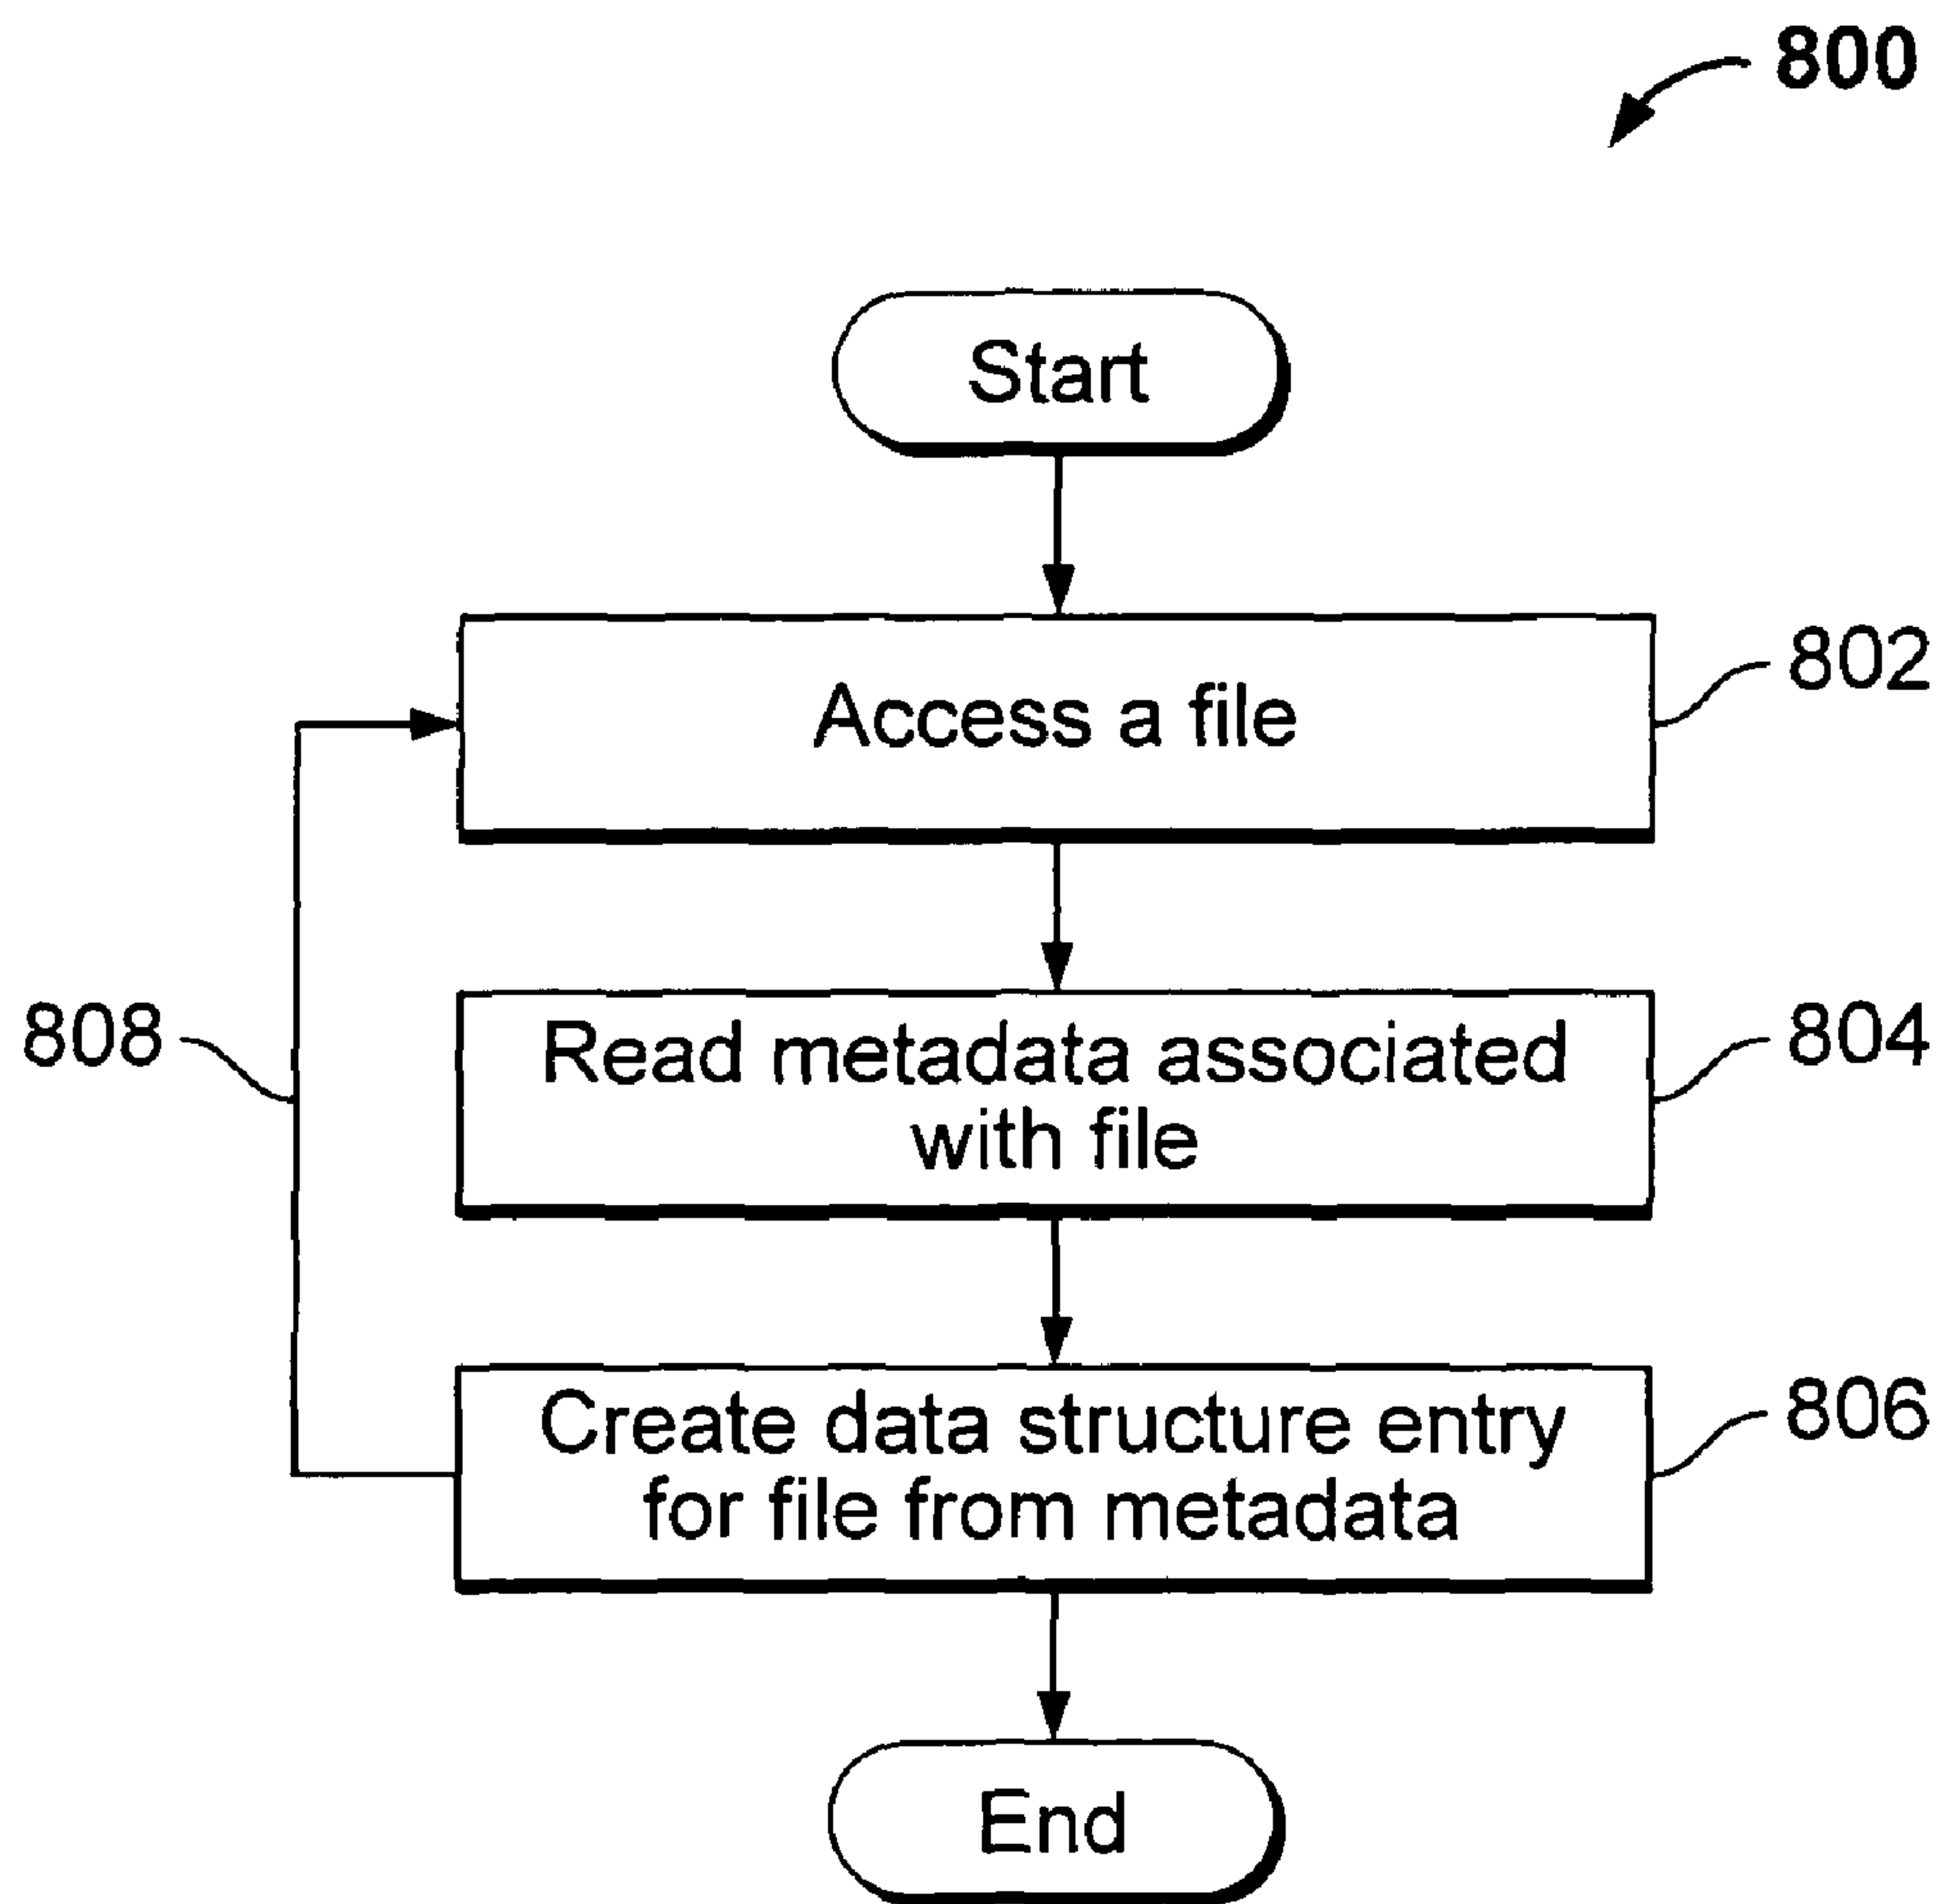 800
Start
Access a file
802
808
Read metadata associated
with file
804
Create data structure entry
for file from metadata
806
End